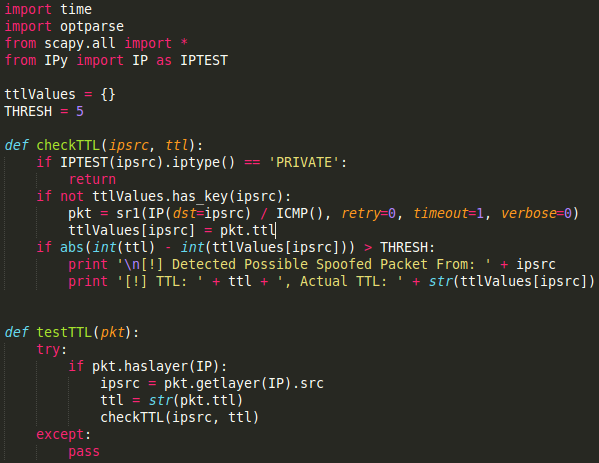 import time
import optparse
from scapy.all import *
from IPy import IP as IPTEST

ttlValues = {}
THRESH = 5

def checkTTL(ipsrc, ttl):
    if IPTEST(ipsrc).iptype() == 'PRIVATE':
        return
    if not ttlValues.has_key(ipsrc):
        pkt = sr1(IP(dst=ipsrc) / ICMP(), retry=0, timeout=1, verbose=0)
        ttlValues[ipsrc] = pkt.ttl
    if abs(int(ttl) - int(ttlValues[ipsrc])) > THRESH:
        print '\n[!] Detected Possible Spoofed Packet From: ' + ipsrc
        print '[!] TTL: ' + ttl + ', Actual TTL: ' + str(ttlValues[ipsrc])


def testTTL(pkt):
    try:
        if pkt.haslayer(IP):
            ipsrc = pkt.getlayer(IP).src
            ttl = str(pkt.ttl)
            checkTTL(ipsrc, ttl)
    except:
        pass